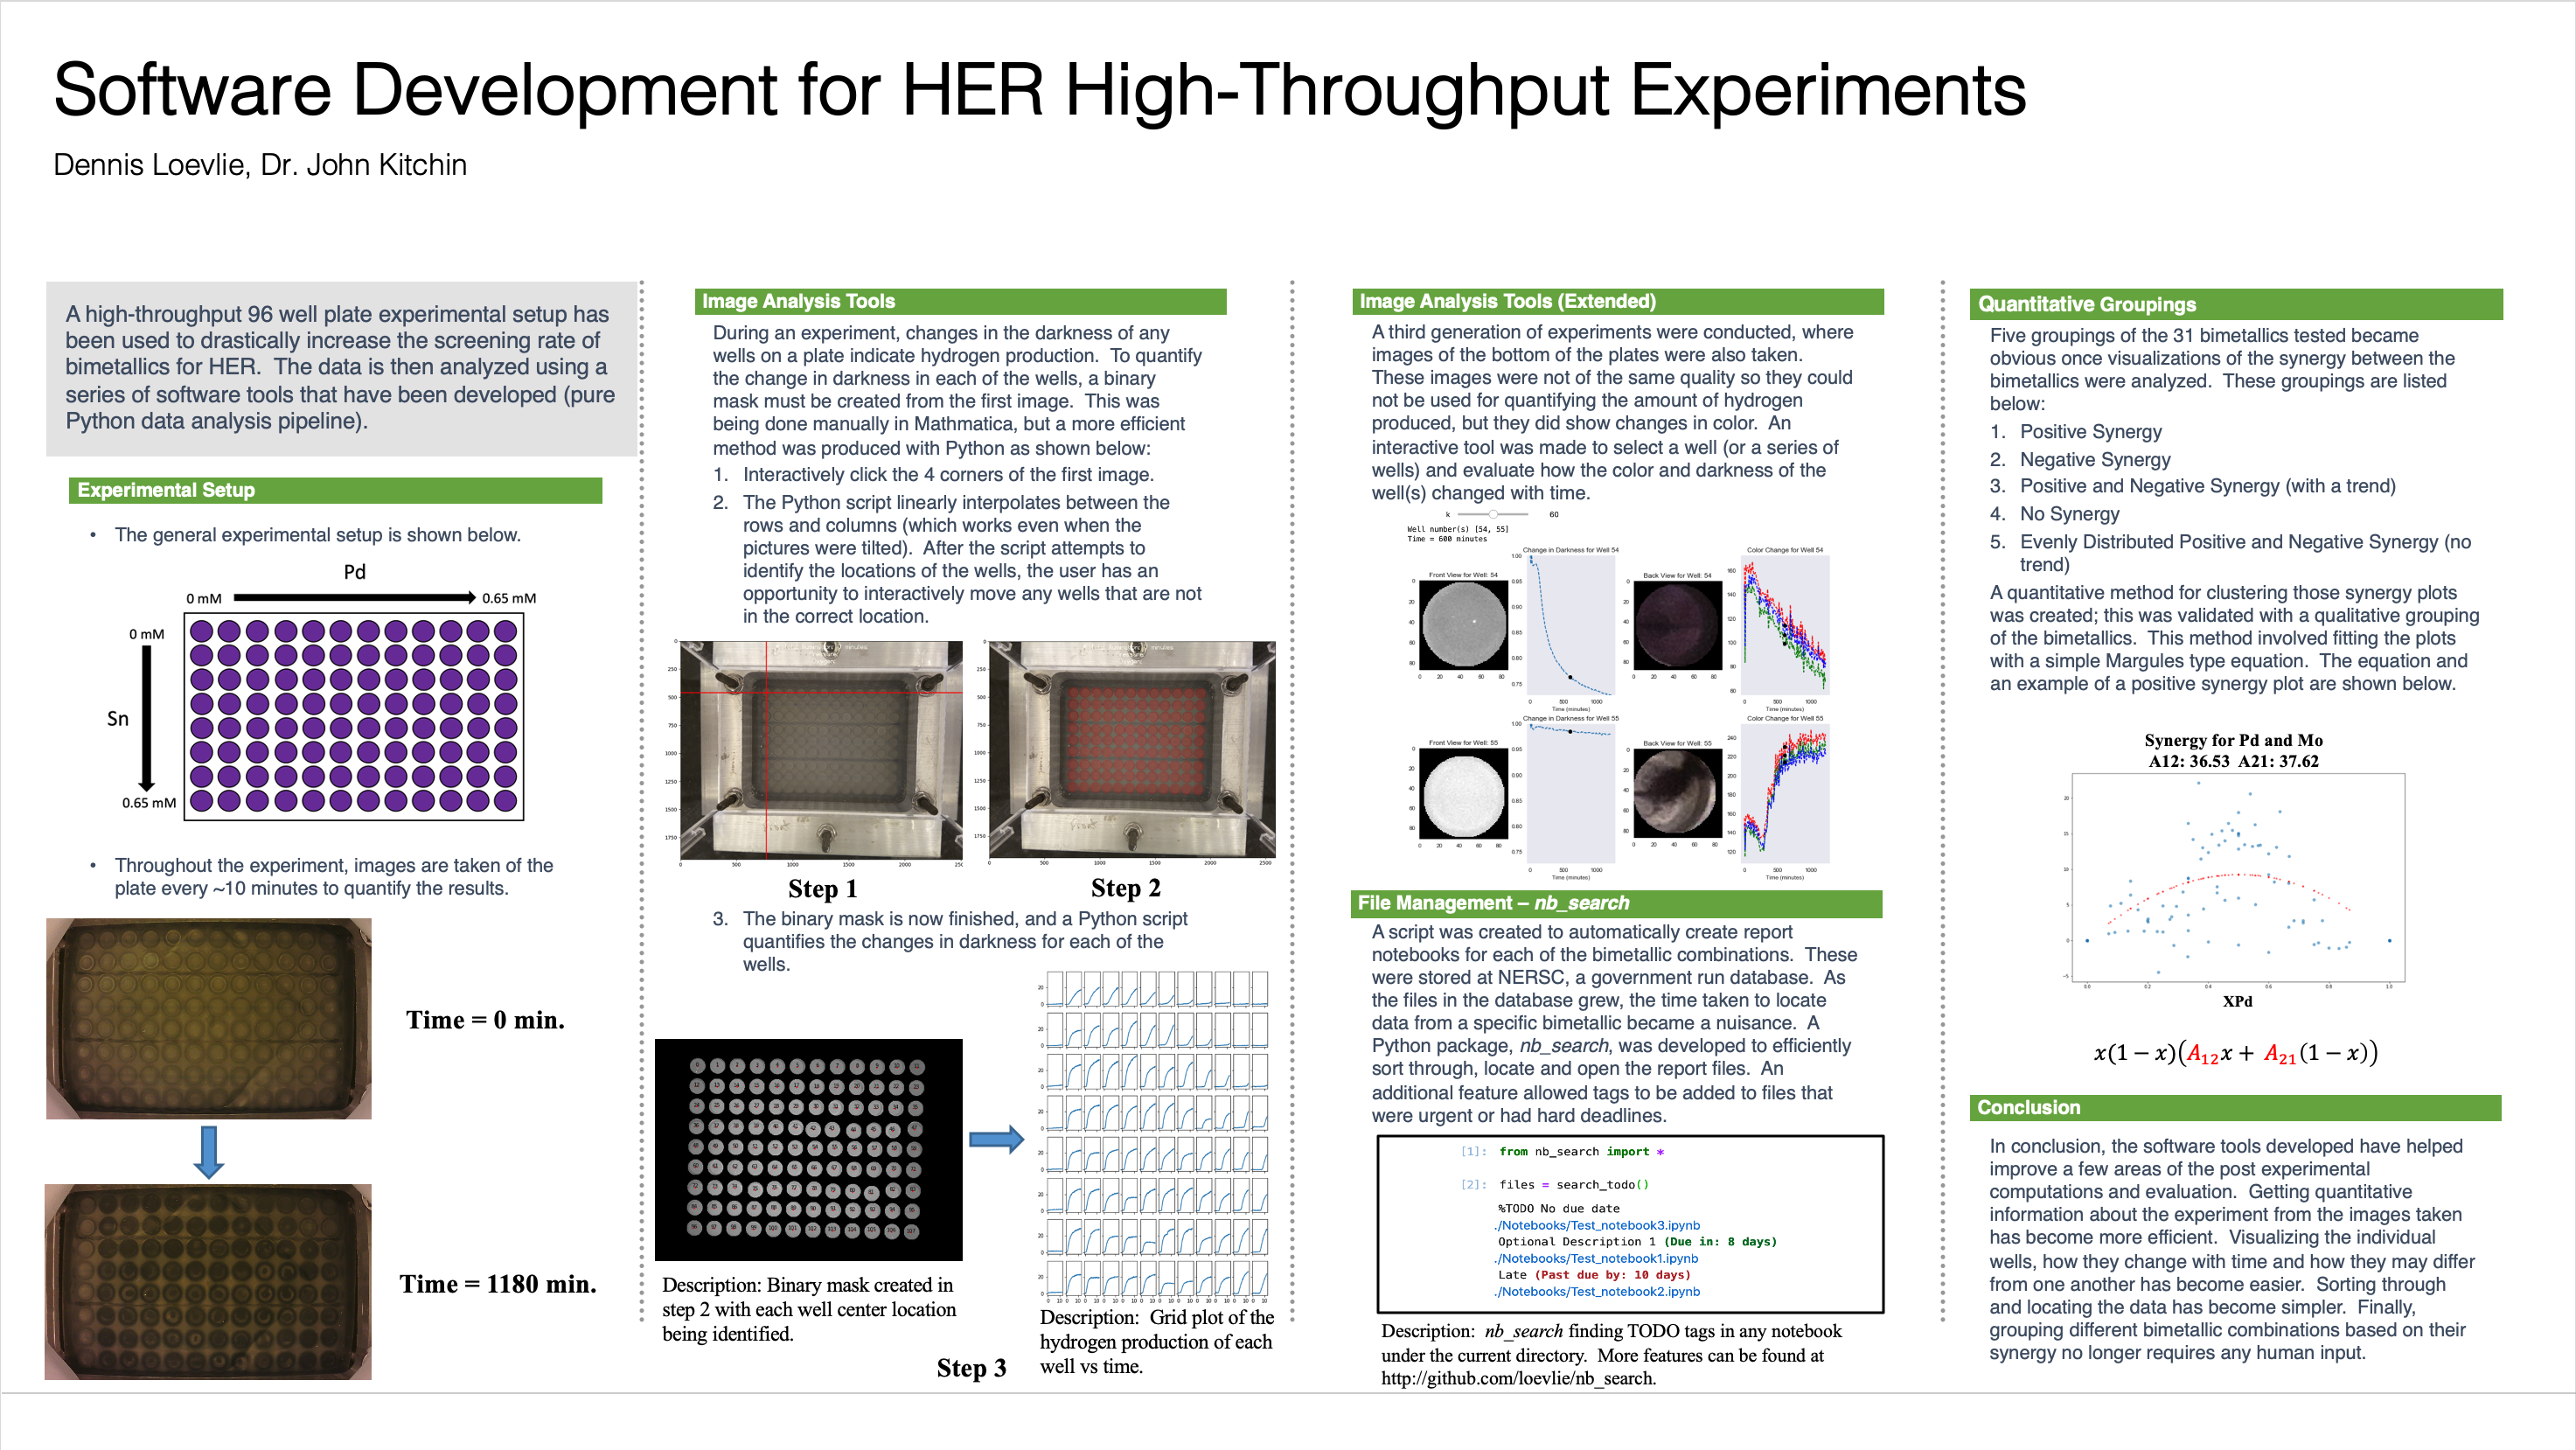 Software Development for HER High-Throughput Experiments
Dennis Loevlie, Dr. John Kitchin
A high-throughput 96 well plate experimental setup has
been used to drastically increase the screening rate of
bimetallics for HER.  The data is then analyzed using a
series of software tools that have been developed (pure
Python data analysis pipeline).
Experimental Setup
• The general experimental setup is shown below.
Pd
0 mM
0.65 mM
0 mM
Sn
0.65 mM
• Throughout the experiment, images are taken of the
plate every ~10 minutes to quantify the results.
Time = 0 min.
Time = 1180 min.
Image Analysis Tools
During an experiment, changes in the darkness of any
wells on a plate indicate hydrogen production.  To quantify
the change in darkness in each of the wells, a binary
mask must be created from the first image.  This was
being done manually in Mathmatica, but a more efficient
method was produced with Python as shown below:
1. Interactively click the 4 corners of the first image.
2. The Python script linearly interpolates between the
rows and columns (which works even when the
pictures were tilted).  After the script attempts to
identify the locations of the wells, the user has an
opportunity to interactively move any wells that are not
in the correct location.
Step 1
Step 2
3. The binary mask is now finished, and a Python script
quantifies the changes in darkness for each of the
wells.
Description: Binary mask created in
step 2 with each well center location
being identified.
Description:  Grid plot of the
hydrogen production of each
well vs time.
Step 3
Image Analysis Tools (Extended)
A third generation of experiments were conducted, where
images of the bottom of the plates were also taken.
These images were not of the same quality so they could
not be used for quantifying the amount of hydrogen
produced, but they did show changes in color.  An
interactive tool was made to select a well (or a series of
wells) and evaluate how the color and darkness of the
well(s) changed with time.
k 60
Well number(s) [54, 55]
Time = 600 minutes
Front View for Well: 54
Change in Darkness for Well 54
Time (minutes)
Back View for Well: 54
Color Change for Well 54
Time (minutes)
Front View for Well: 55
Change in Darkness for Well 55
Time (minutes)
Back View for Well: 55
Color Change for Well 55
Time (minutes)
File Management – nb_search
A script was created to automatically create report
notebooks for each of the bimetallic combinations.  These
were stored at NERSC, a government run database.  As
the files in the database grew, the time taken to locate
data from a specific bimetallic became a nuisance.  A
Python package, nb_search, was developed to efficiently
sort through, locate and open the report files.  An
additional feature allowed tags to be added to files that
were urgent or had hard deadlines.
[1]: from nb_search import *
[2]: files = search_todo()
%TODO No due date
./Notebooks/Test_notebook3.ipynb
Optional Description 1 (Due in: 8 days)
./Notebooks/Test_notebook1.ipynb
Late (Past due by: 10 days)
./Notebooks/Test_notebook2.ipynb
Description:  nb_search finding TODO tags in any notebook
under the current directory.  More features can be found at
http://github.com/loevlie/nb_search.
Quantitative Groupings
Five groupings of the 31 bimetallics tested became
obvious once visualizations of the synergy between the
bimetallics were analyzed.  These groupings are listed
below:
1. Positive Synergy
2. Negative Synergy
3. Positive and Negative Synergy (with a trend)
4. No Synergy
5. Evenly Distributed Positive and Negative Synergy (no
trend)
A quantitative method for clustering those synergy plots
was created; this was validated with a qualitative grouping
of the bimetallics.  This method involved fitting the plots
with a simple Margules type equation.  The equation and
an example of a positive synergy plot are shown below.
Synergy for Pd and Mo
A12: 36.53  A21: 37.62
20
15
10
5
0
-5
0.0 0.2 0.4 0.6 0.8 1.0
XPd
x(1 − x)(A₁₂x + A₂₁(1 − x))
Conclusion
In conclusion, the software tools developed have helped
improve a few areas of the post experimental
computations and evaluation.  Getting quantitative
information about the experiment from the images taken
has become more efficient.  Visualizing the individual
wells, how they change with time and how they may differ
from one another has become easier.  Sorting through
and locating the data has become simpler.  Finally,
grouping different bimetallic combinations based on their
synergy no longer requires any human input.